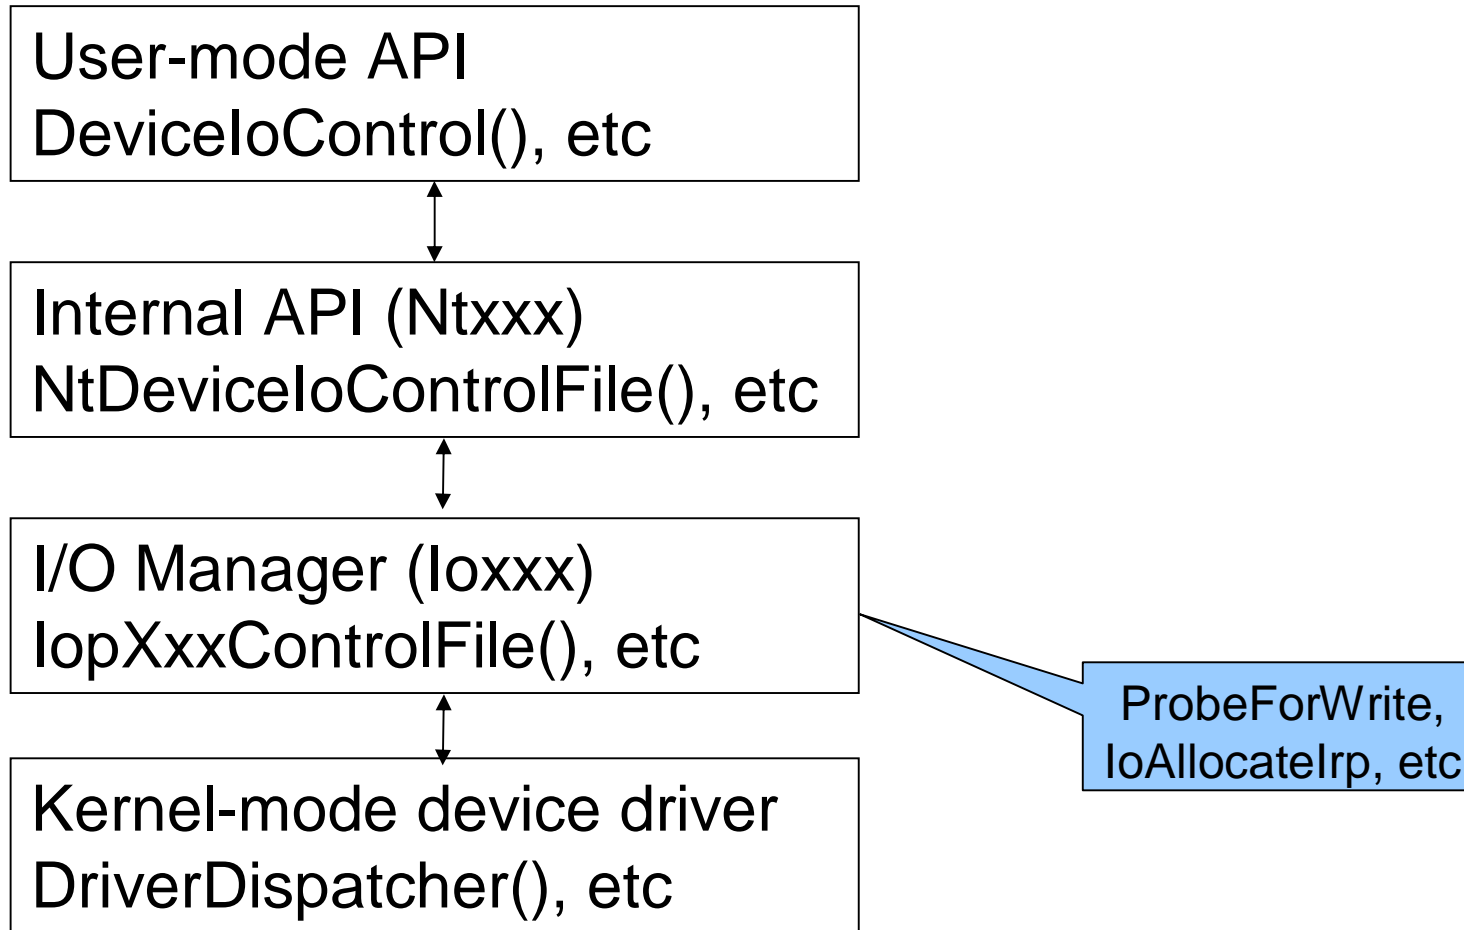 User-mode API
DeviceIoControl(), etc
Internal API (Ntxxx)
NtDeviceIoControlFile(), etc
I/O Manager (Ioxxx)
IopXxxControlFile(), etc
ProbeForWrite,
IoAllocateIrp, etc
Kernel-mode device driver
DriverDispatcher(), etc